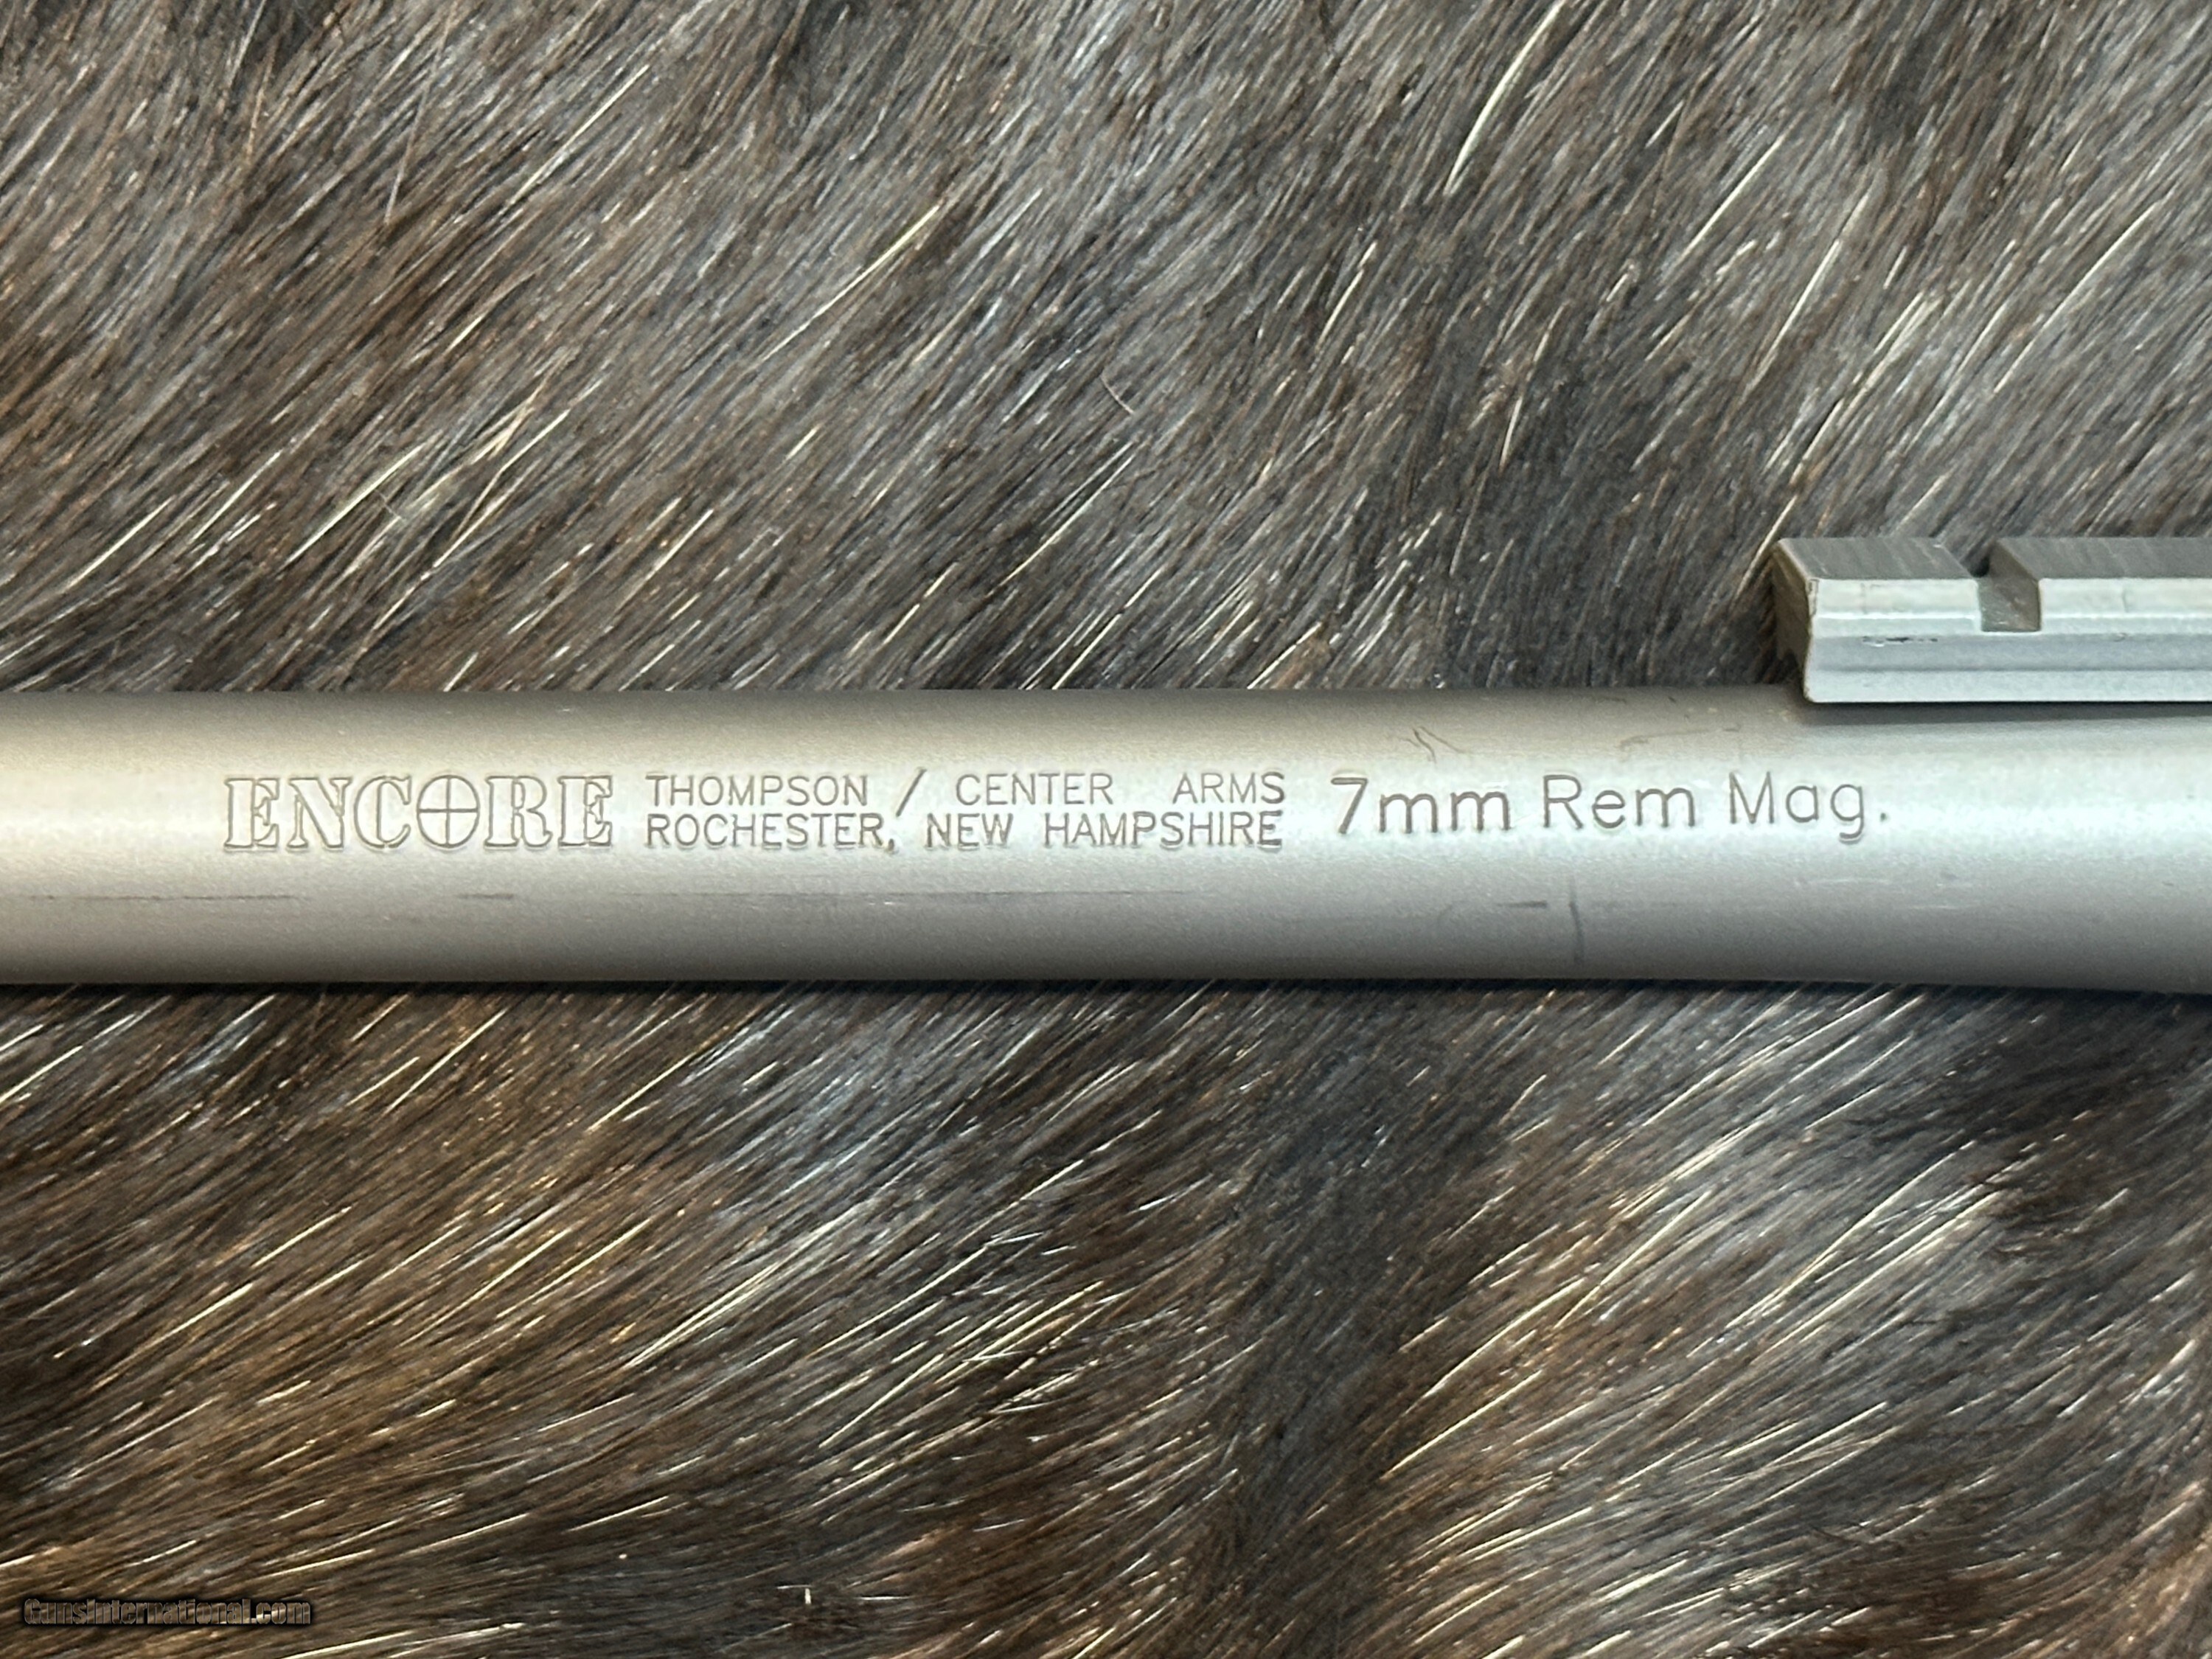 ENCORE THOMPSON / CENTER ARMS 7mm Rem Mag.
ROCHESTER, NEW HAMPSHIRE
GunsInternational.com